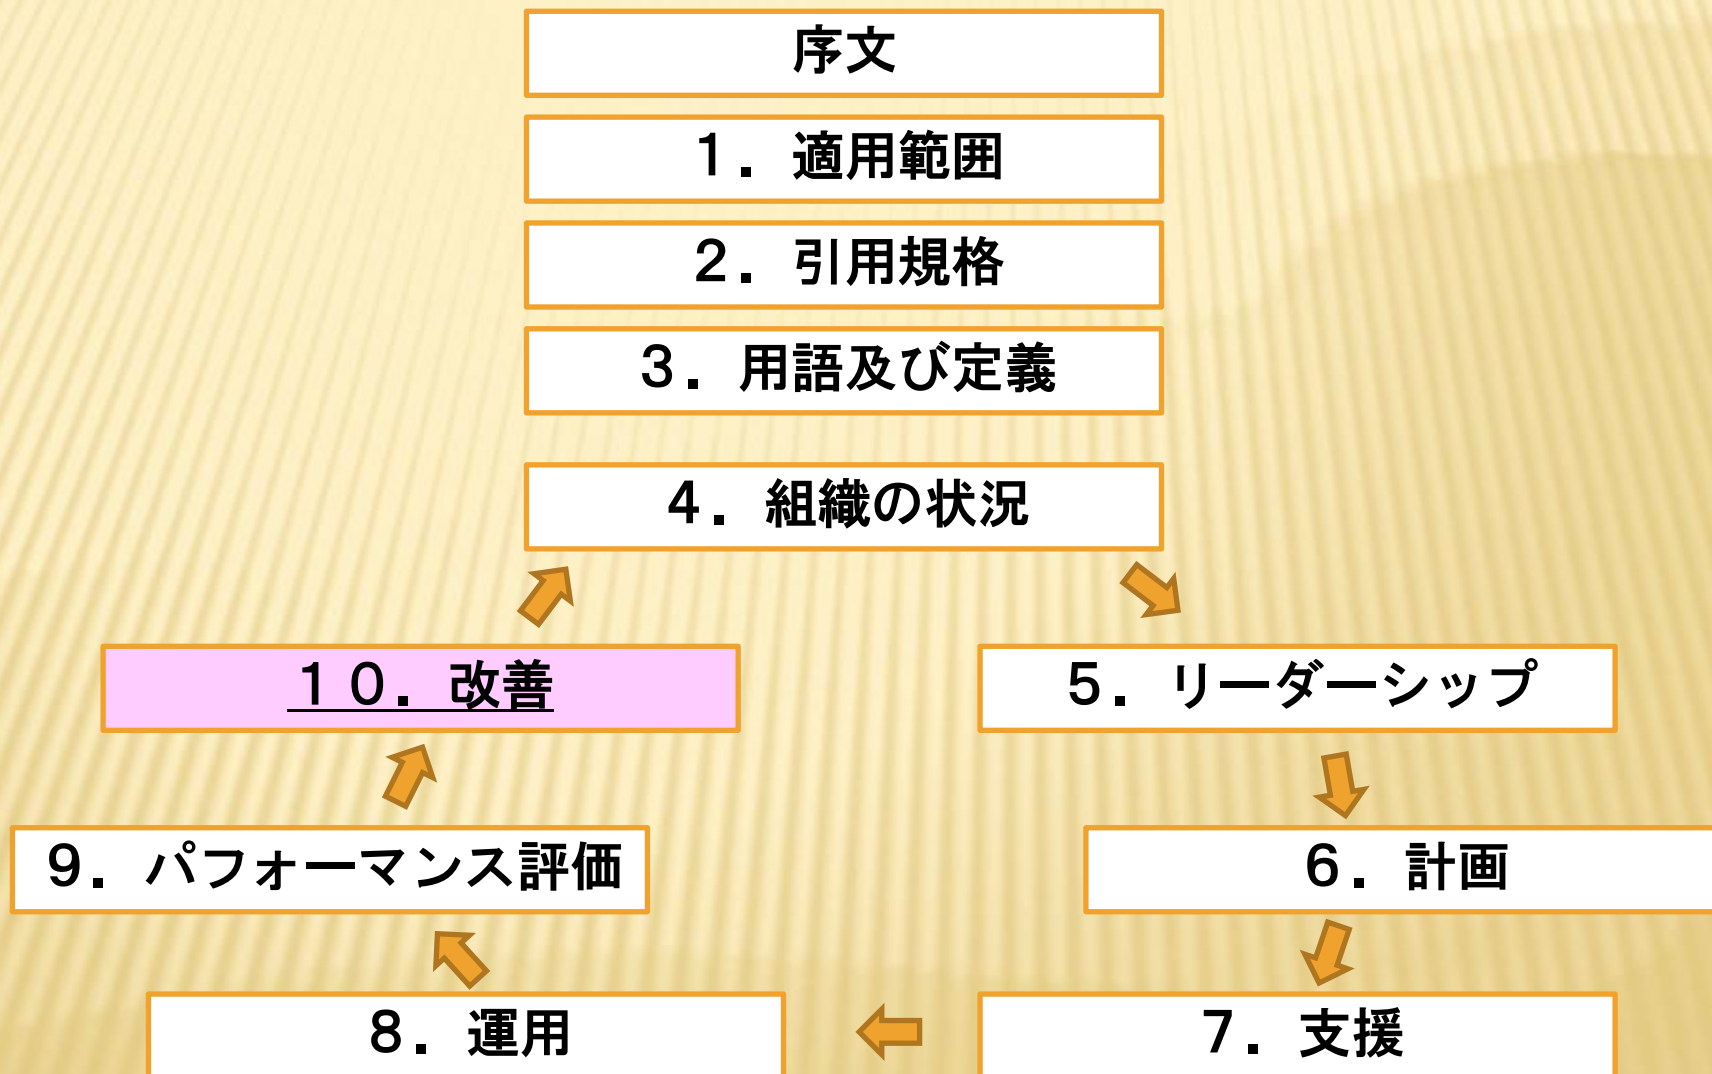 序文
１．適用範囲
２．引用規格
３．用語及び定義
４．組織の状況
５．リーダーシップ
６．計画
７．支援
８．運用
９．パフォーマンス評価
１０．改善